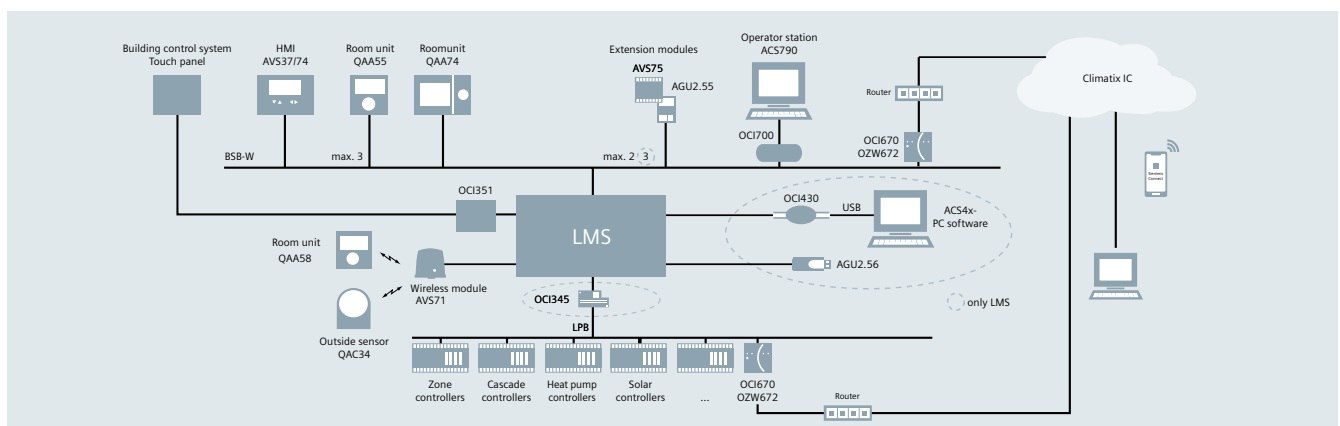 Building control system
Touch panel
HMI
AVS37/74
Room unit
QAA55
Roomunit
QAA74
Extension modules
AVS75
AGU2.55
Operator station
ACS790
OCI700
Router
OCI670
OZW672
Climatix IC
BSB-W
max. 3
max. 2 3
OCI351
LMS
OCI430
USB
ACS4x-
PC software
Siemens
Connect
Room unit
QAA58
Wireless module
AVS71
AGU2.56
OCI345
only LMS
LPB
Outside sensor
QAC34
Zone
controllers
Cascade
controllers
Heat pump
controllers
Solar
controllers
...
OCI670
OZW672
Router